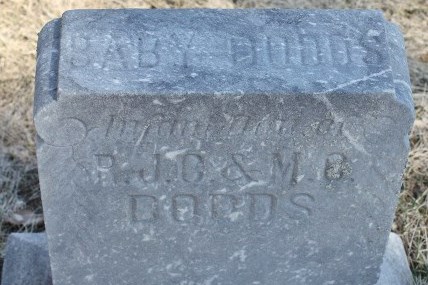 BABY DODDS
Infant Dau. of
R.J.C & M.C.
DODDS